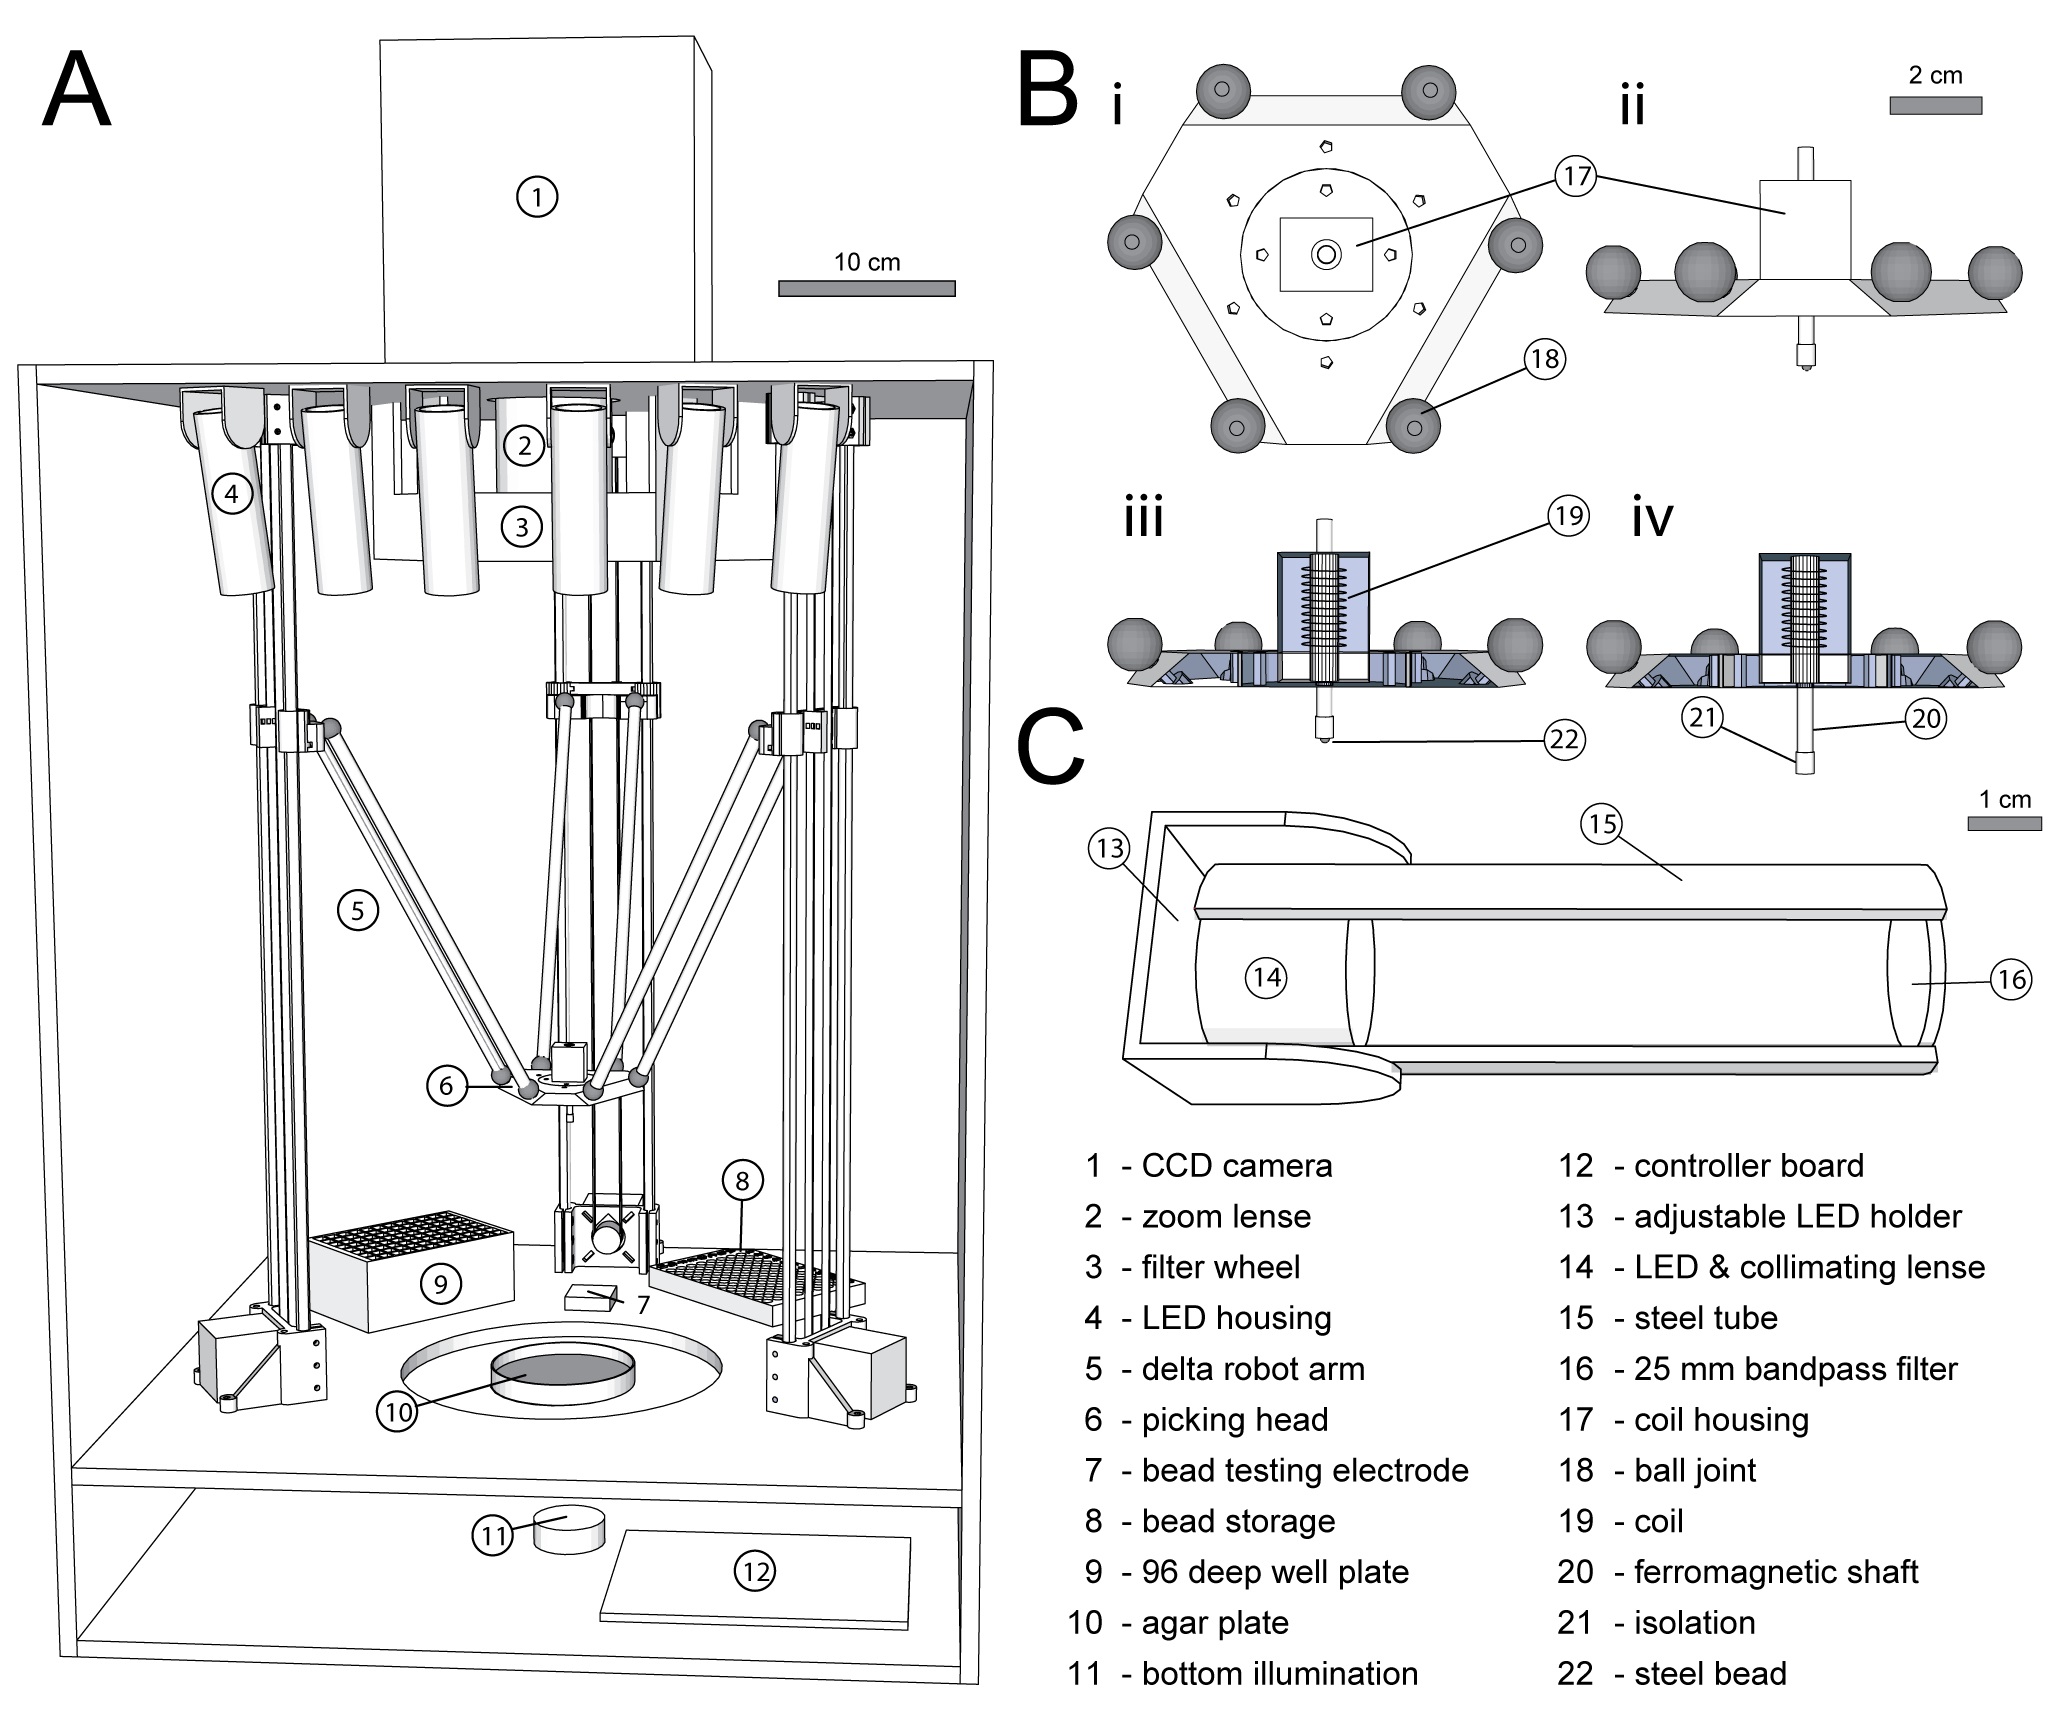 A
1
10 cm
2
4
3
5
6
8
9
7
10
11
12
B
i
ii
2 cm
17
18
iii
iv
19
21
20
22
C
1 cm
15
13
14
16
1 - CCD camera
2 - zoom lense
3 - filter wheel
4 - LED housing
5 - delta robot arm
6 - picking head
7 - bead testing electrode
8 - bead storage
9 - 96 deep well plate
10 - agar plate
11 - bottom illumination
12 - controller board
13 - adjustable LED holder
14 - LED & collimating lense
15 - steel tube
16 - 25 mm bandpass filter
17 - coil housing
18 - ball joint
19 - coil
20 - ferromagnetic shaft
21 - isolation
22 - steel bead